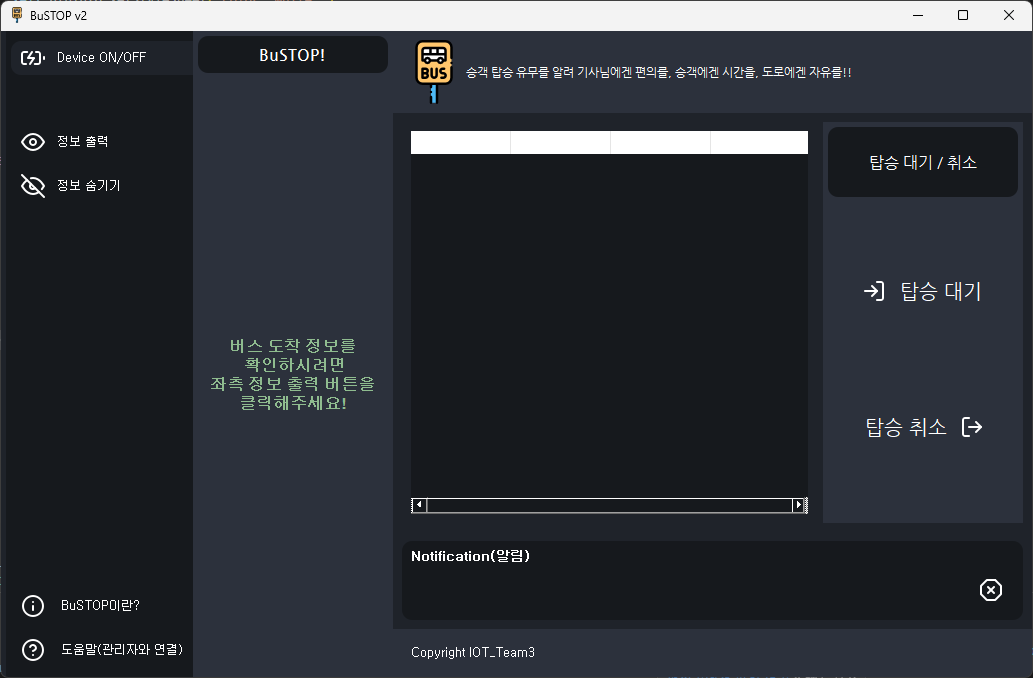 BuSTOP v2
Device ON/OFF
정보 출력
정보 숨기기
BuSTOP이란?
도움말(관리자와 연결)
BuSTOP!
버스 도착 정보를
확인하시려면
좌측 정보 출력 버튼을
클릭해주세요!
BUS
승객 탑승 유무를 알려 기사님에겐 편의를, 승객에겐 시간을, 도로에겐 자유를!!
탑승 대기 / 취소
탑승 대기
탑승 취소
Notification(알림)
Copyright IOT_Team3